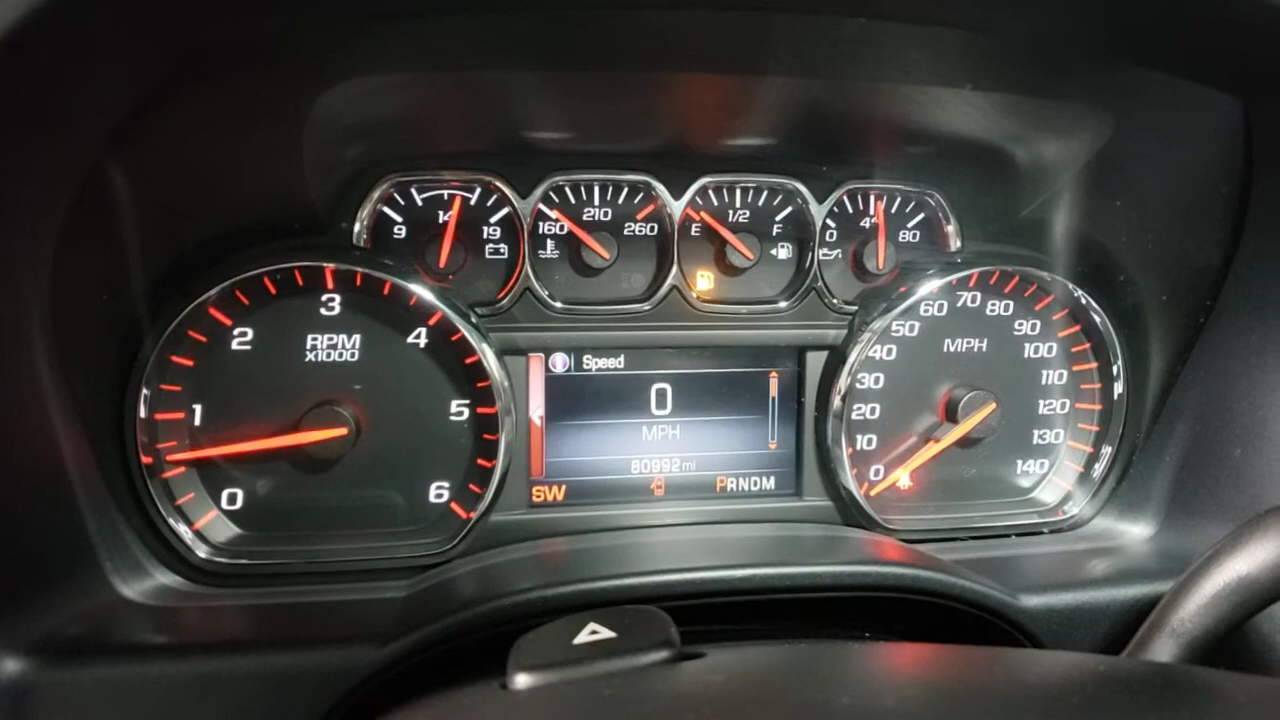 9 14 19
160 210 260
E 1/2 F
0 4 80
0 1 2 3 4 5 6
RPM
X1000
Speed
0
MPH
80992 mi
SW
PRNDM
0 10 20 30 40 50 60 70 80 90 100 110 120 130 140
MPH